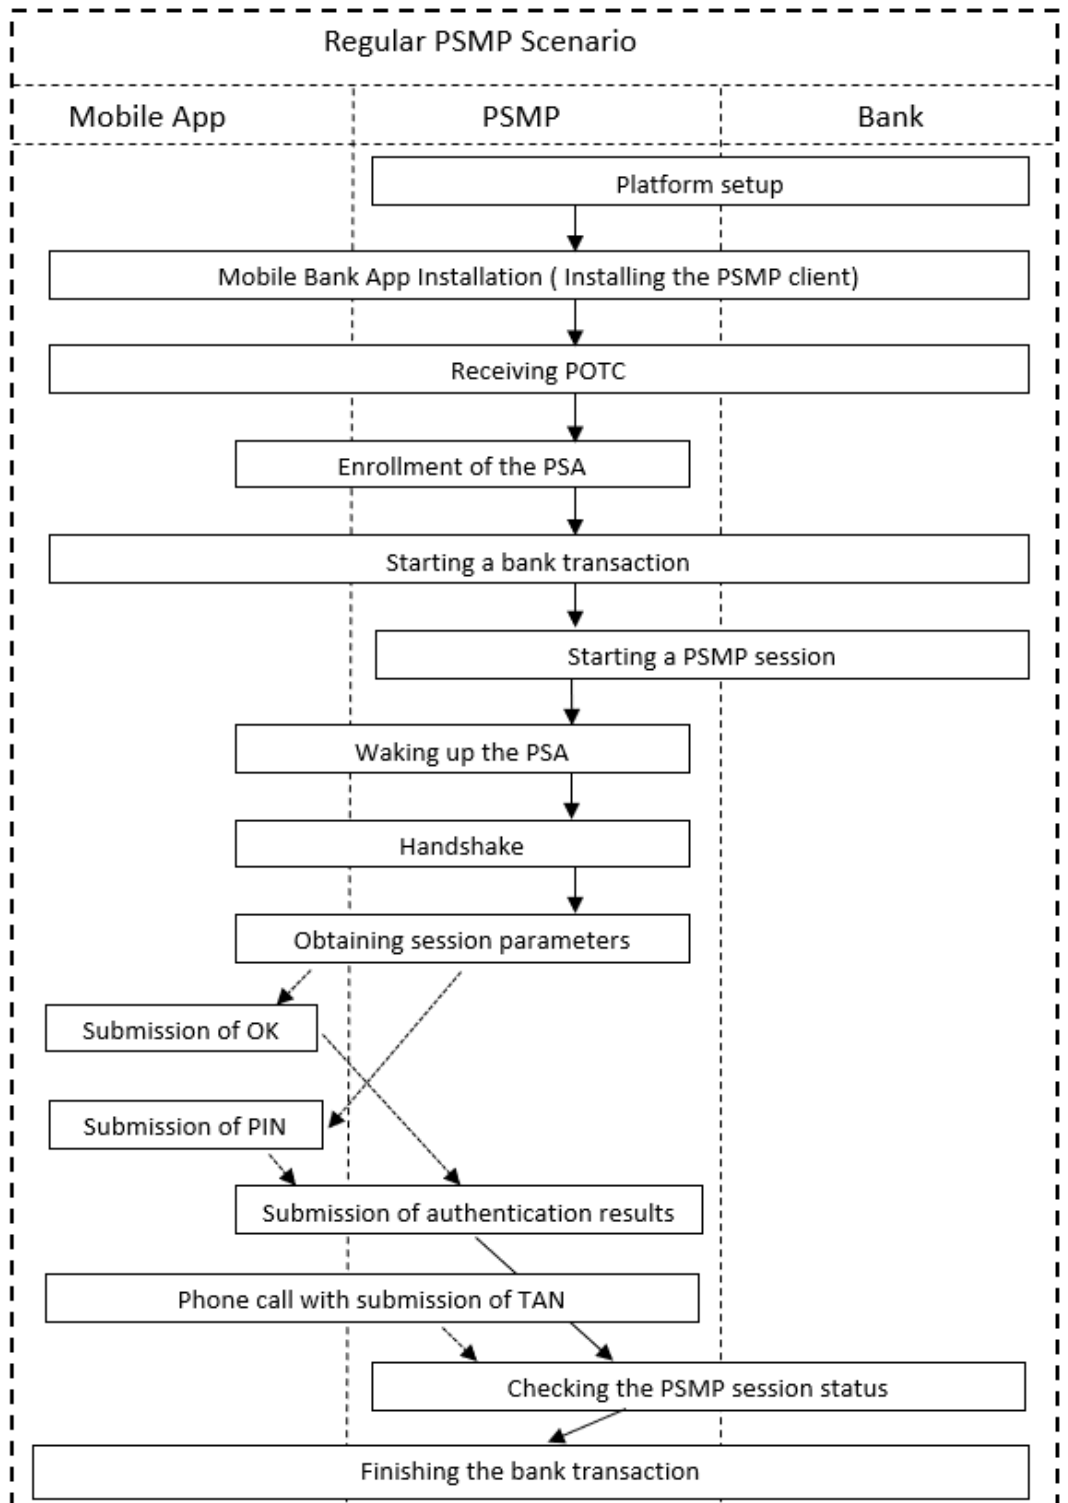 Regular PSMP Scenario
Mobile App
PSMP
Bank
Platform setup
Mobile Bank App Installation ( Installing the PSMP client)
Receiving POTC
Enrollment of the PSA
Starting a bank transaction
Starting a PSMP session
Waking up the PSA
Handshake
Obtaining session parameters
Submission of OK
Submission of PIN
Submission of authentication results
Phone call with submission of TAN
Checking the PSMP session status
Finishing the bank transaction